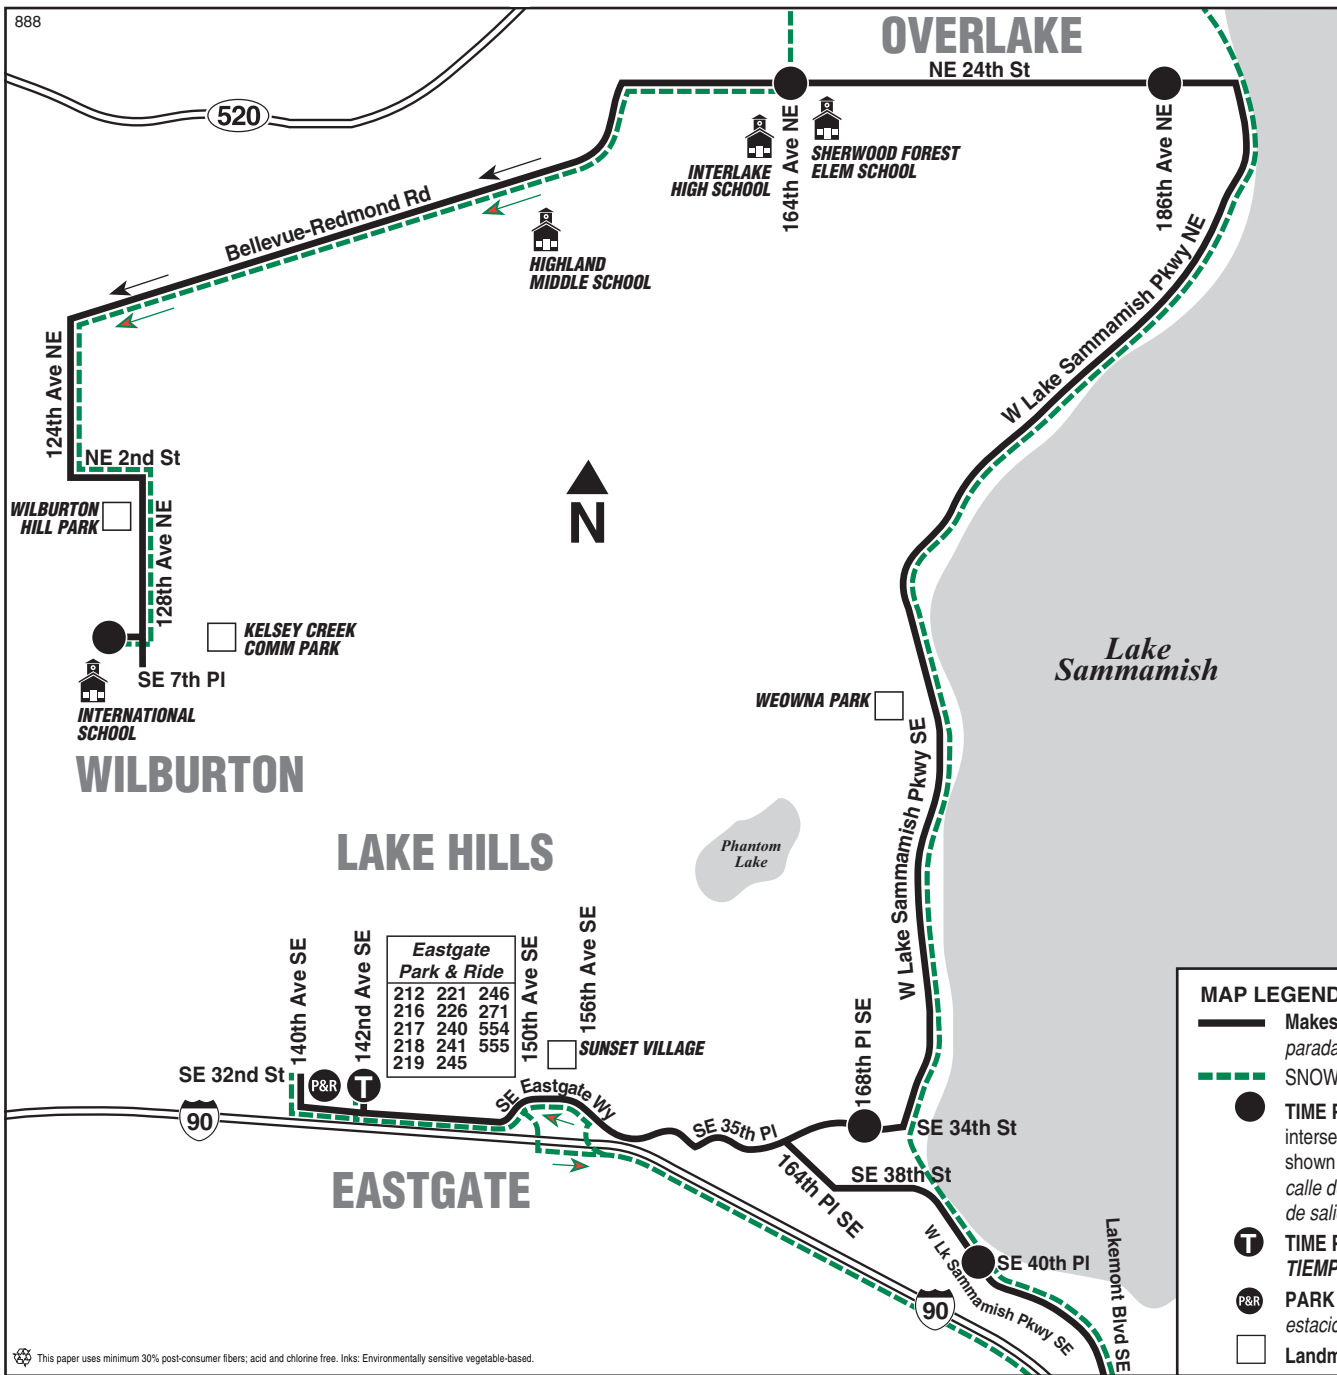 888
OVERLAKE
NE 24th St
520
164th Ave NE
186th Ave NE
INTERLAKE
HIGH SCHOOL
SHERWOOD FOREST
ELEM SCHOOL
Bellevue-Redmond Rd
HIGHLAND
MIDDLE SCHOOL
W Lake Sammamish Pkwy NE
124th Ave NE
NE 2nd St
WILBURTON
HILL PARK
128th Ave NE
N
KELSEY CREEK
COMM PARK
SE 7th Pl
INTERNATIONAL
SCHOOL
WILBURTON
Lake
Sammamish
WEOWNA PARK
W Lake Sammamish Pkwy SE
LAKE HILLS
Phantom
Lake
140th Ave SE
142nd Ave SE
Eastgate
Park & Ride
212 221 246
216 226 271
217 240 554
218 241 555
219 245
150th Ave SE
156th Ave SE
SUNSET VILLAGE
SE 32nd St
P&R
T
SE Eastgate Wy
90
SE 35th Pl
168th Pl SE
SE 34th St
EASTGATE
164th Pl SE
SE 38th St
SE 40th Pl
W Lk Sammamish Pkwy SE
Lakemont Blvd SE
90
MAP LEGEND
Makes
parada
SNOW
TIME P
interse
shown
calle d
de sali
T
TIME P
TIEMP
P&R
PARK
estacio
Landm
This paper uses minimum 30% post-consumer fibers; acid and chlorine free. Inks: Environmentally sensitive vegetable-based.